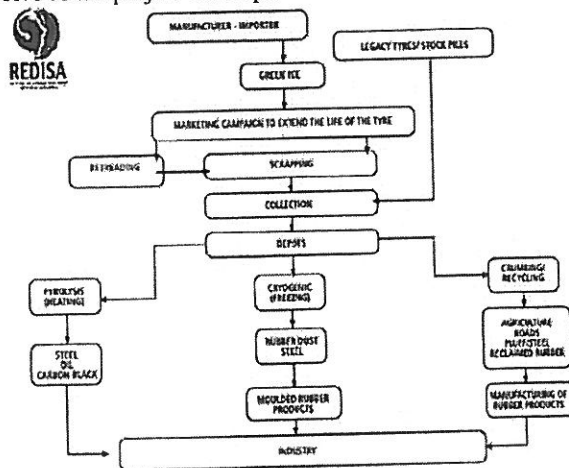 REDISA
MANUFACTURER - IMPORTER
LEGACY TYRES/ STOCK PILES
GREEN FEE
MARKETING CAMPAIGN TO EXTEND THE LIFE OF THE TYRE
RETREADING
SCRAPPING
COLLECTION
DEPOTS
PYROLYSIS
(HEATING)
CRYOGENIC
(FREEZING)
CRUMBING/
RECYCLING
STEEL
OIL
CARBON BLACK
RUBBER DUST
STEEL
AGRICULTURE
ROADS
FLUFF/STEEL
RECLAIMED RUBBER
MOULDED RUBBER
PRODUCTS
MANUFACTURING OF
RUBBER PRODUCTS
INDUSTRY